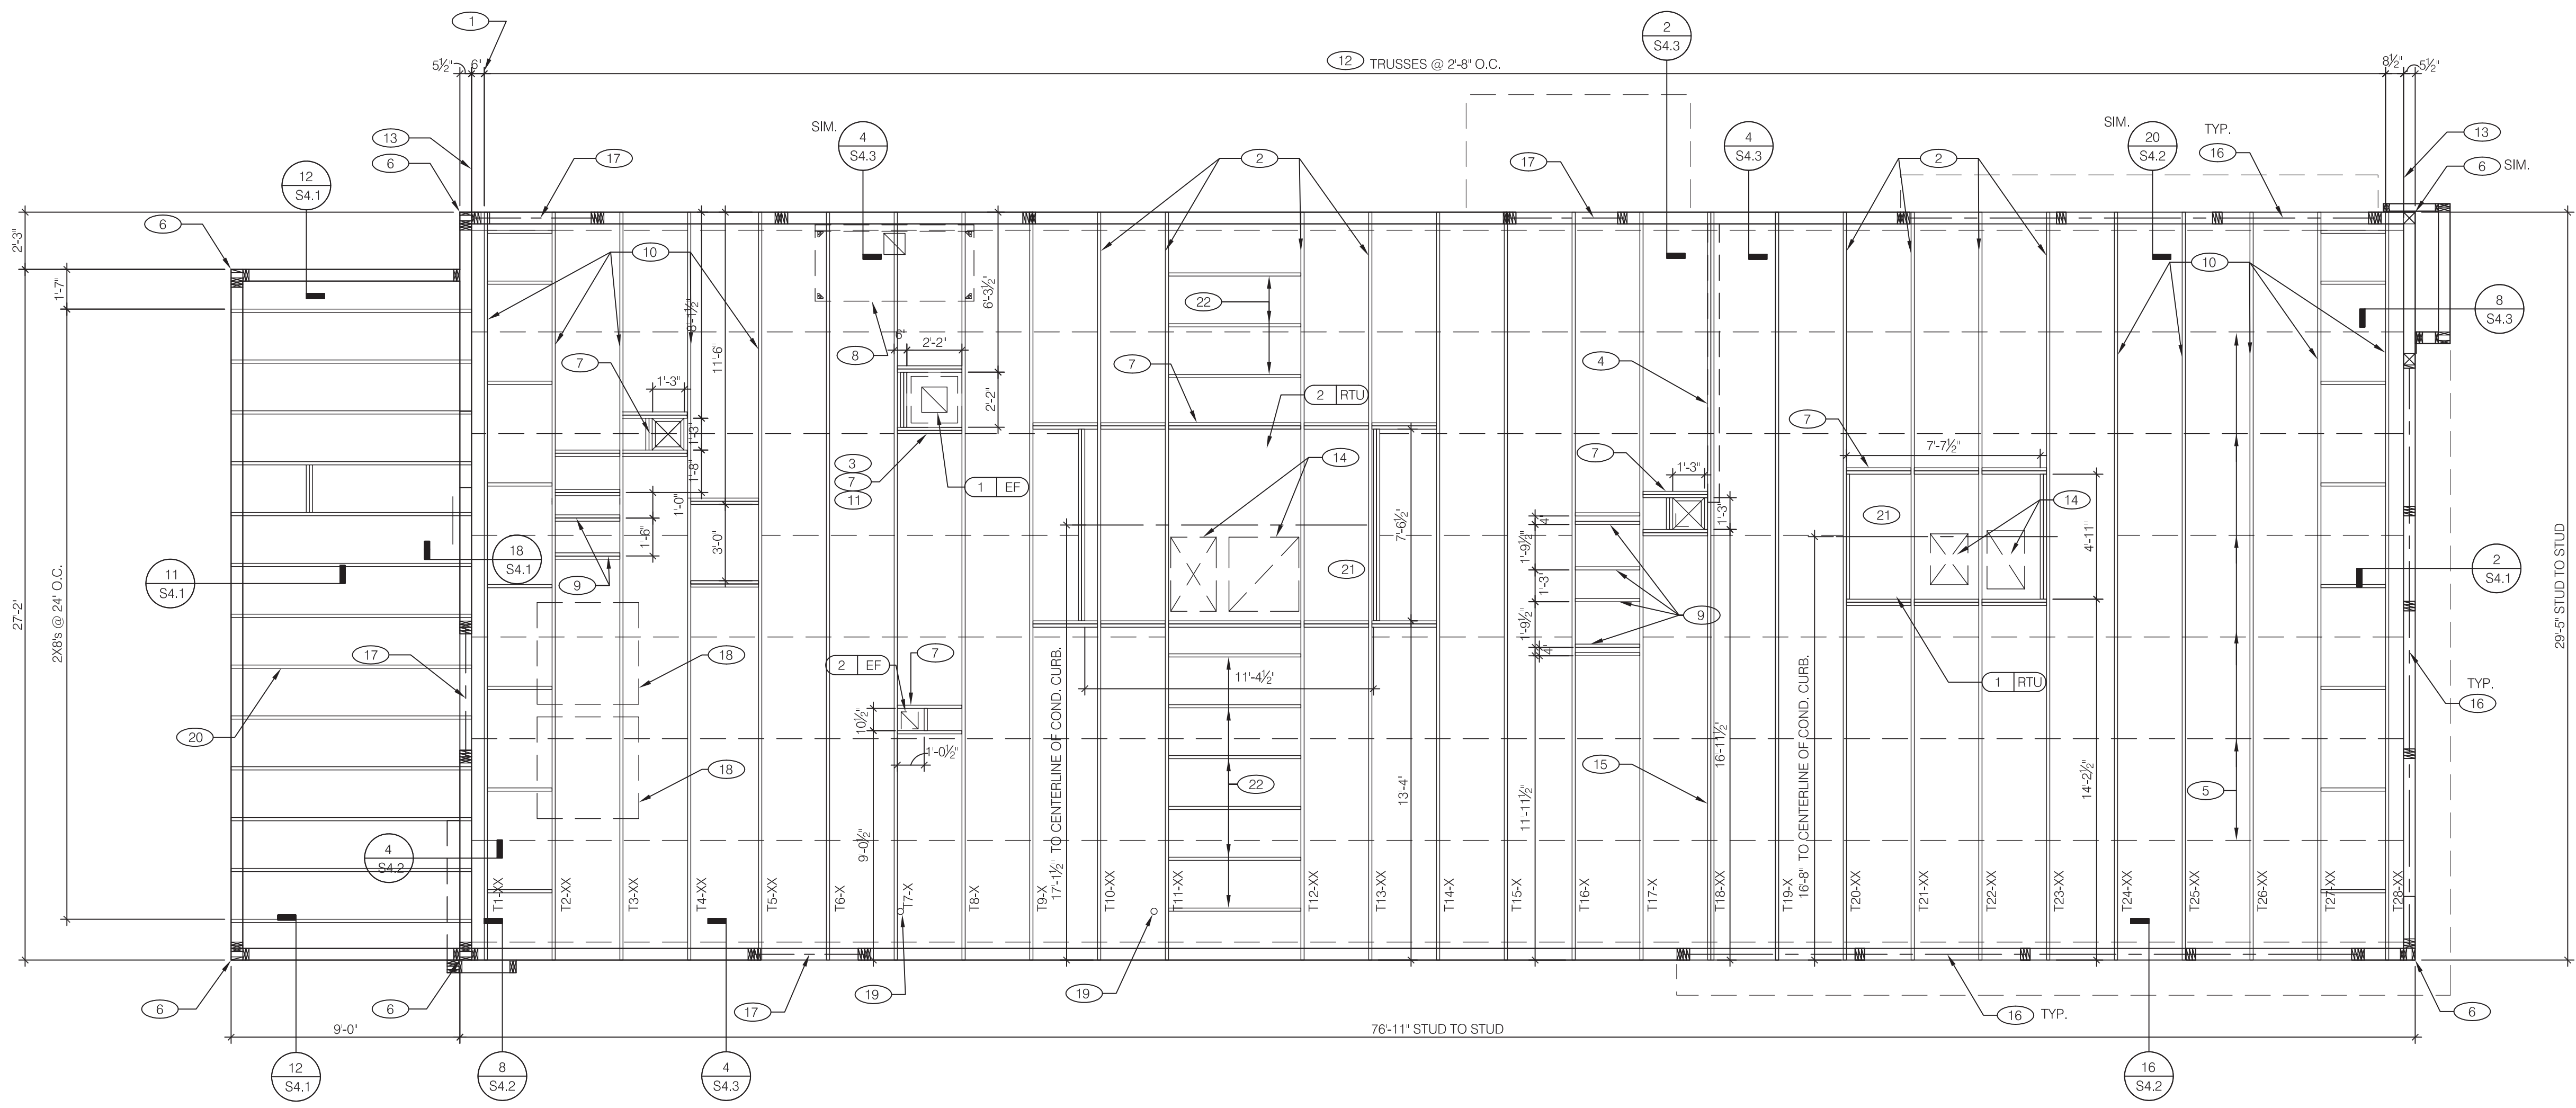 1
2
S4.3
5½" 6"
12 TRUSSES @ 2'-8" O.C.
8½" 5½"
13
6
17
SIM.
4
S4.3
2
17
4
S4.3
2
SIM.
20
S4.2
TYP.
16
13
6 SIM.
12
S4.1
6
2'-3"
1'-7"
10
8'-1½"
11'-6"
6'-3½"
22
10
8
S4.3
7
8
6"
2'-2"
7
4
1'-3"
2'-2"
2 RTU
7
1'-3"
1'-8"
3
7
11
1 EF
14
7
1'-3"
7'-7½"
1'-0"
1'-6"
3'-0"
7'-6½"
21
4"
1'-9½"
1'-3"
1'-9½"
4"
1'-3"
21
14
4'-11"
18
S4.1
11
S4.1
9
9
2
S4.1
27'-2"
2X8's @ 24" O.C.
29'-5" STUD TO STUD
17
18
2 EF
7
11'-4½"
1 RTU
TYP.
16
20
18
10½"
1'-0½"
9'-0½"
17'-1½" TO CENTERLINE OF COND. CURB.
22
13'-4"
11'-11½"
15
16'-11½"
16'-8" TO CENTERLINE OF COND. CURB.
14'-2½"
5
4
S4.2
T1-XX
T2-XX
T3-XX
T4-XX
T5-XX
T6-X
T7-X
T8-X
T9-X
T10-XX
T11-XX
T12-XX
T13-XX
T14-X
T15-X
T16-X
T17-X
T18-XX
T19-X
T20-XX
T21-XX
T22-XX
T23-XX
T24-XX
T25-XX
T26-XX
T27-XX
T28-XX
6
6
17
19
19
16 TYP.
6
9'-0"
76'-11" STUD TO STUD
12
S4.1
8
S4.2
4
S4.3
16
S4.2